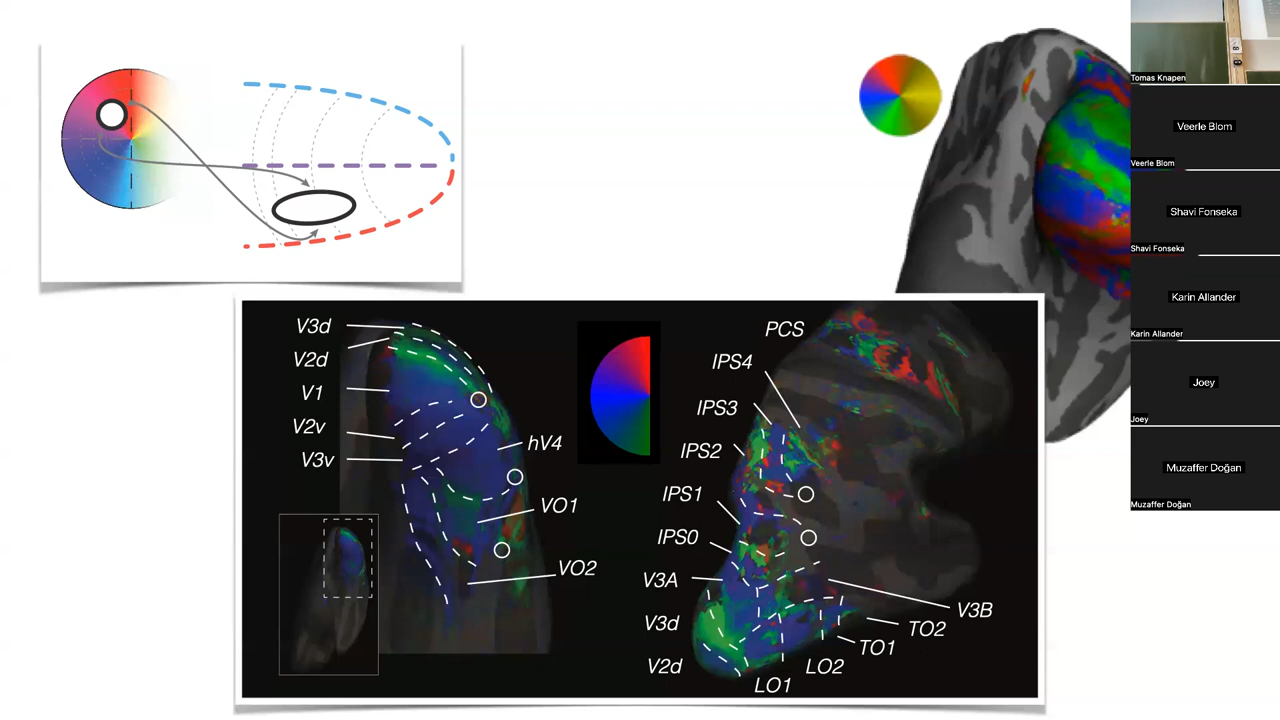 V3d
V2d
V1
V2v
V3v
hV4
VO1
VO2
PCS
IPS4
IPS3
IPS2
IPS1
IPS0
V3A
V3d
V2d
LO1
LO2
TO1
TO2
V3B
Tomas Knapen
Veerle Blom
Veerle Blom
Shavi Fonseka
Shavi Fonseka
Karin Allander
Karin Allander
Joey
Joey
Muzaffer Doğan
Muzaffer Doğan